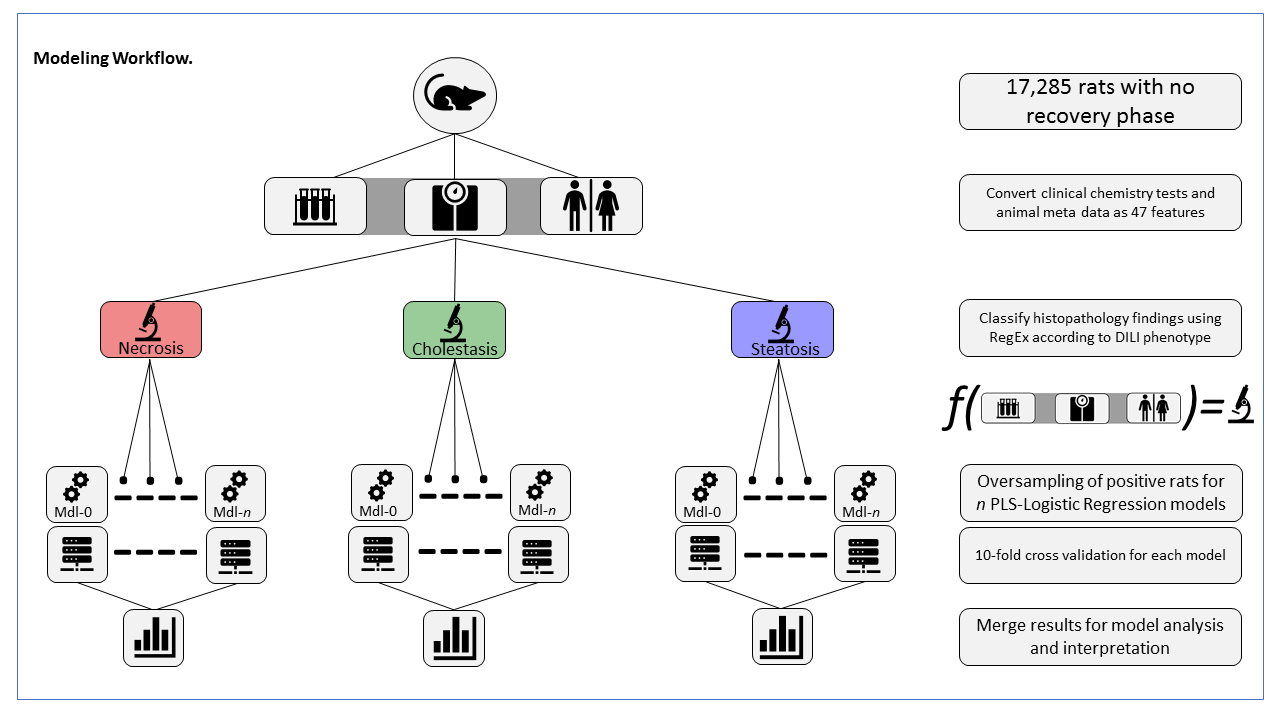 Modeling Workflow.
17,285 rats with no
recovery phase
Convert clinical chemistry tests and
animal meta data as 47 features
Necrosis
Cholestasis
Steatosis
Classify histopathology findings using
RegEx according to DILI phenotype
f( )=
Mdl-0
Mdl-n
Mdl-0
Mdl-n
Mdl-0
Mdl-n
Oversampling of positive rats for
n PLS-Logistic Regression models
10-fold cross validation for each model
Merge results for model analysis
and interpretation